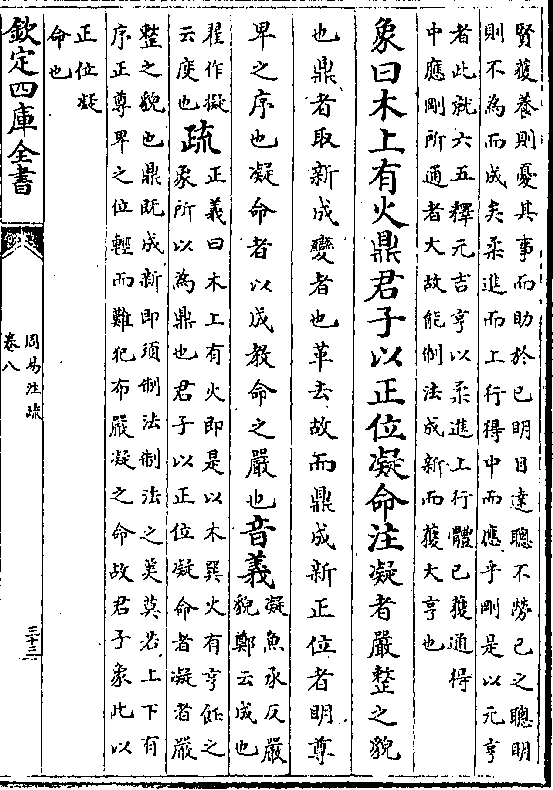 賢獲養則憂其事而助於已明目達聰不勞已之聰明
則不為而成矣柔進而上行得中而應乎剛是以元亨
者此就六五釋元吉亨以柔進上行體已獲通得
中應剛所通者大故能制法成新而獲大亨也
象曰木上有火鼎君子以正位凝命注凝者嚴整之貌
也鼎者取新成變者也革去故而鼎成新正位者明尊
卑之序也凝命者以成教命之嚴也音義凝魚承反嚴
貌鄭云成也
翟作擬
云度也疏正義曰木上有火即是以木巽火有亨飪之
象所以為鼎也君子以正位凝命者凝者嚴
整之貌也鼎既成新即須制法制法之美莫若上下有
序正尊卑之位輕而難犯布嚴凝之命故君子象此以
正位凝
命也
欽定四庫全書
周易注疏
卷八
三十三